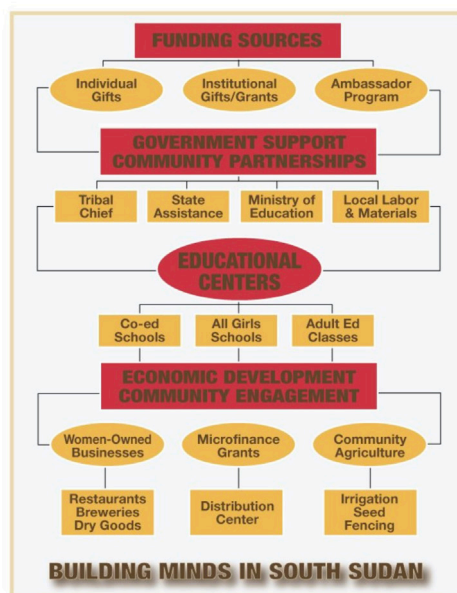 FUNDING SOURCES
Individual
Gifts
Institutional
Gifts/Grants
Ambassador
Program
GOVERNMENT SUPPORT
COMMUNITY PARTNERSHIPS
Tribal
Chief
State
Assistance
Ministry of
Education
Local Labor
& Materials
EDUCATIONAL
CENTERS
Co-ed
Schools
All Girls
Schools
Adult Ed
Classes
ECONOMIC DEVELOPMENT
COMMUNITY ENGAGEMENT
Women-Owned
Businesses
Microfinance
Grants
Community
Agriculture
Restaurants
Breweries
Dry Goods
Distribution
Center
Irrigation
Seed
Fencing
BUILDING MINDS IN SOUTH SUDAN